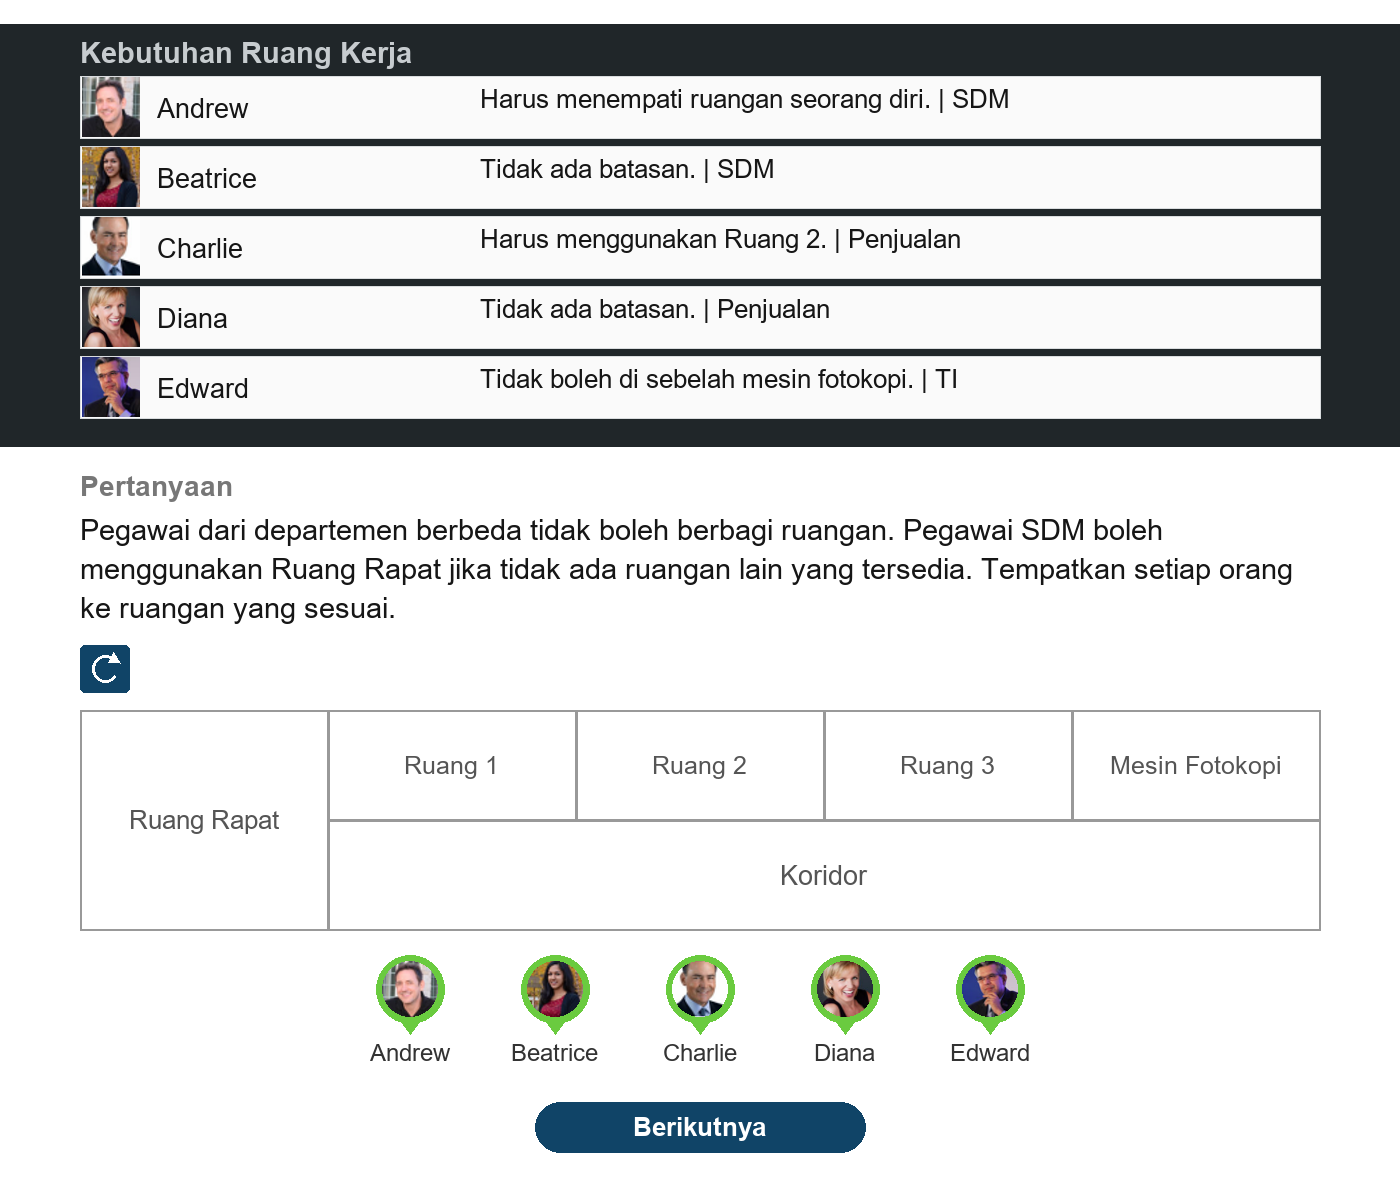 Kebutuhan Ruang Kerja
Andrew
Harus menempati ruangan seorang diri. | SDM
Beatrice
Tidak ada batasan. | SDM
Charlie
Harus menggunakan Ruang 2. | Penjualan
Diana
Tidak ada batasan. | Penjualan
Edward
Tidak boleh di sebelah mesin fotokopi. | TI
Pertanyaan
Pegawai dari departemen berbeda tidak boleh berbagi ruangan. Pegawai SDM boleh
menggunakan Ruang Rapat jika tidak ada ruangan lain yang tersedia. Tempatkan setiap orang
ke ruangan yang sesuai.
Ruang Rapat
Ruang 1
Ruang 2
Ruang 3
Mesin Fotokopi
Koridor
Andrew
Beatrice
Charlie
Diana
Edward
Berikutnya